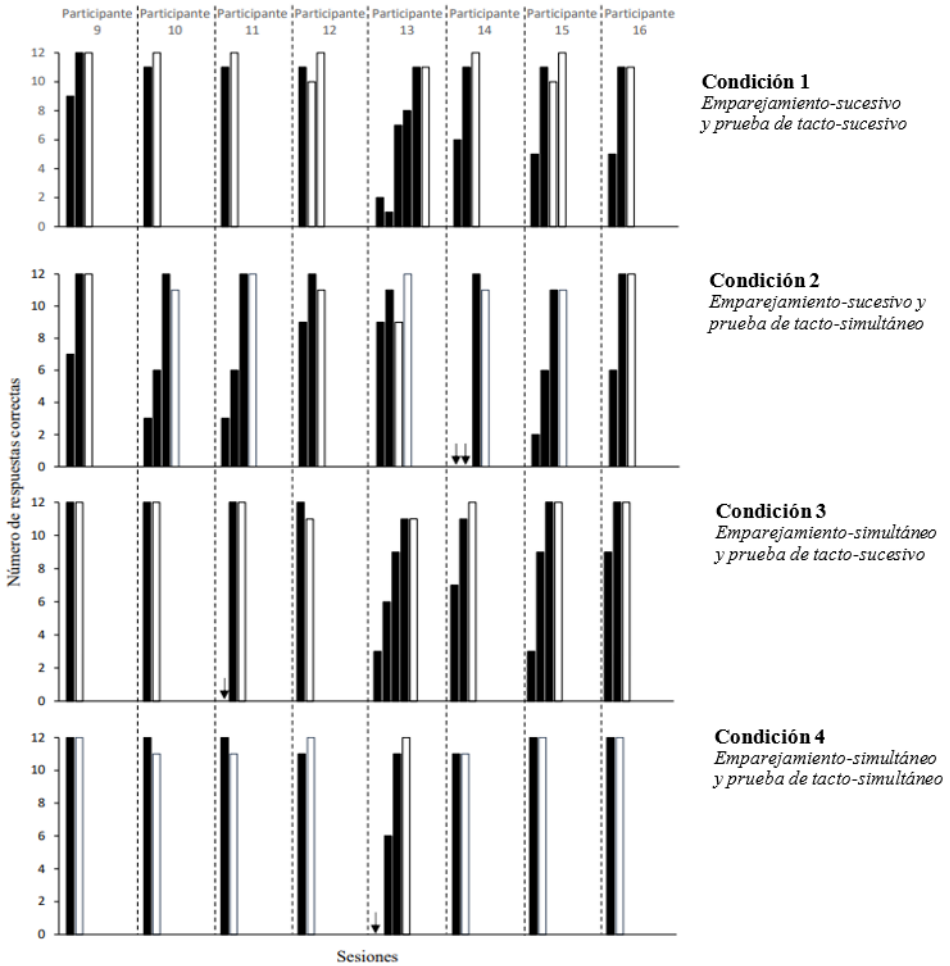 Participante Participante Participante Participante Participante Participante Participante Participante
9 10 11 12 13 14 15 16
12
10
8
6
4
2
0
Condición 1
Emparejamiento-sucesivo
y prueba de tacto-sucesivo
12
10
8
6
4
2
0
Condición 2
Emparejamiento-sucesivo y
prueba de tacto-simultáneo
Número de respuestas correctas
12
10
8
6
4
2
0
Condición 3
Emparejamiento-simultáneo
y prueba de tacto-sucesivo
12
10
8
6
4
2
0
Condición 4
Emparejamiento-simultáneo
y prueba de tacto-simultáneo
Sesiones